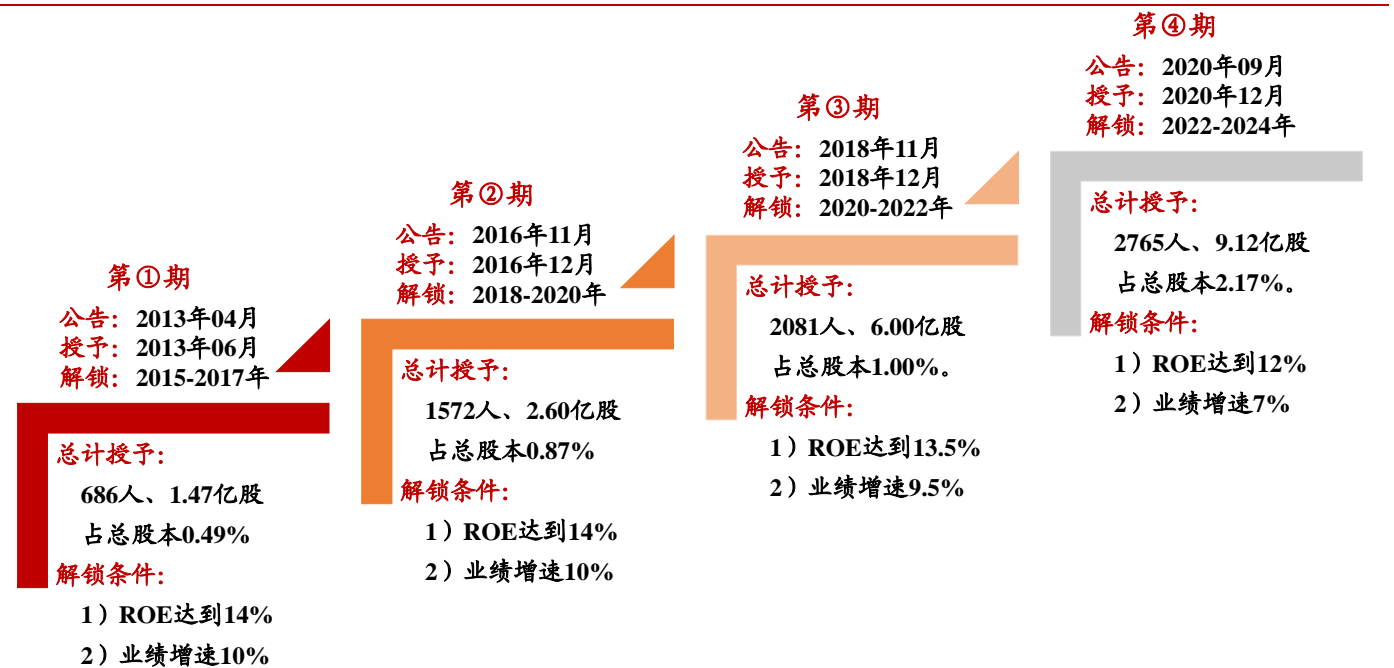 第①期
公告：2013年04月
授予：2013年06月
解锁：2015-2017年
总计授予：
686人、1.47亿股
占总股本0.49%
解锁条件：
1）ROE达到14%
2）业绩增速10%
第②期
公告：2016年11月
授予：2016年12月
解锁：2018-2020年
总计授予：
1572人、2.60亿股
占总股本0.87%
解锁条件：
1）ROE达到14%
2）业绩增速10%
第③期
公告：2018年11月
授予：2018年12月
解锁：2020-2022年
总计授予：
2081人、6.00亿股
占总股本1.00%。
解锁条件：
1）ROE达到13.5%
2）业绩增速9.5%
第④期
公告：2020年09月
授予：2020年12月
解锁：2022-2024年
总计授予：
2765人、9.12亿股
占总股本2.17%。
解锁条件：
1）ROE达到12%
2）业绩增速7%